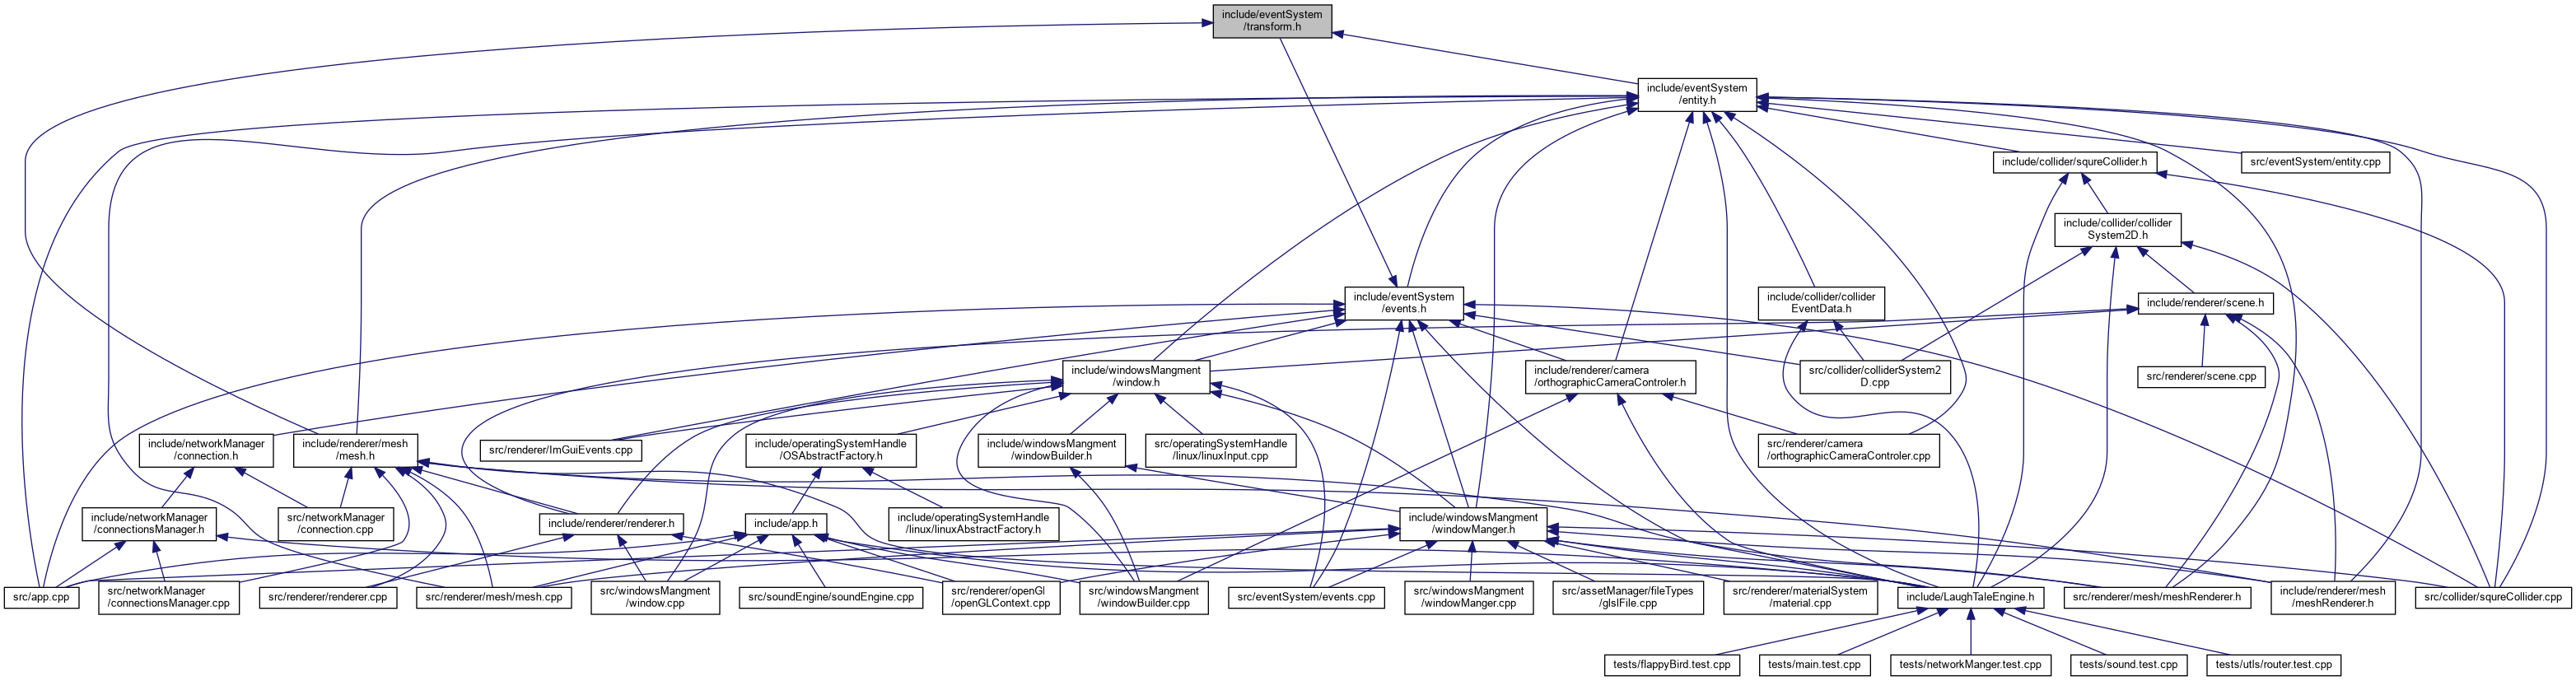 include/eventSystem
/transform.h
include/eventSystem
/entity.h
include/collider/squreCollider.h
src/eventSystem/entity.cpp
include/collider/collider
System2D.h
include/eventSystem
/events.h
include/collider/collider
EventData.h
include/renderer/scene.h
include/windowsMangment
/window.h
include/renderer/camera
/orthographicCameraControler.h
src/collider/colliderSystem2
D.cpp
src/renderer/scene.cpp
include/networkManager
/connection.h
include/renderer/mesh
/mesh.h
src/renderer/ImGuiEvents.cpp
include/operatingSystemHandle
/OSAbstractFactory.h
include/windowsMangment
/windowBuilder.h
src/operatingSystemHandle
/linux/linuxInput.cpp
src/renderer/camera
/orthographicCameraControler.cpp
include/networkManager
/connectionsManager.h
src/networkManager
/connection.cpp
include/renderer/renderer.h
include/app.h
include/operatingSystemHandle
/linux/linuxAbstractFactory.h
include/windowsMangment
/windowManger.h
src/app.cpp
src/networkManager
/connectionsManager.cpp
src/renderer/renderer.cpp
src/renderer/mesh/mesh.cpp
src/windowsMangment
/window.cpp
src/soundEngine/soundEngine.cpp
src/renderer/openGl
/openGLContext.cpp
src/windowsMangment
/windowBuilder.cpp
src/eventSystem/events.cpp
src/windowsMangment
/windowManger.cpp
src/assetManager/fileTypes
/glslFile.cpp
src/renderer/materialSystem
/material.cpp
include/LaughTaleEngine.h
src/renderer/mesh/meshRenderer.h
include/renderer/mesh
/meshRenderer.h
src/collider/squreCollider.cpp
tests/flappyBird.test.cpp
tests/main.test.cpp
tests/networkManger.test.cpp
tests/sound.test.cpp
tests/utls/router.test.cpp